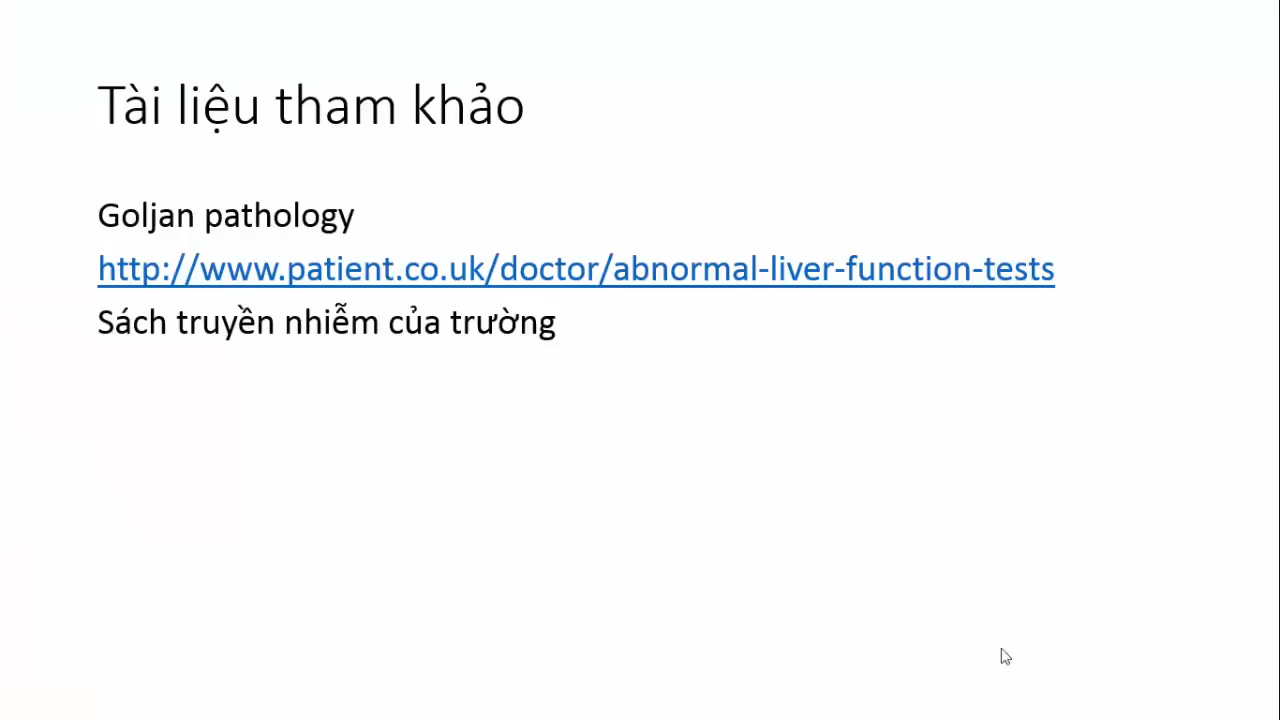 Tài liệu tham khảo
Goljan pathology
http://www.patient.co.uk/doctor/abnormal-liver-function-tests
Sách truyền nhiễm của trường